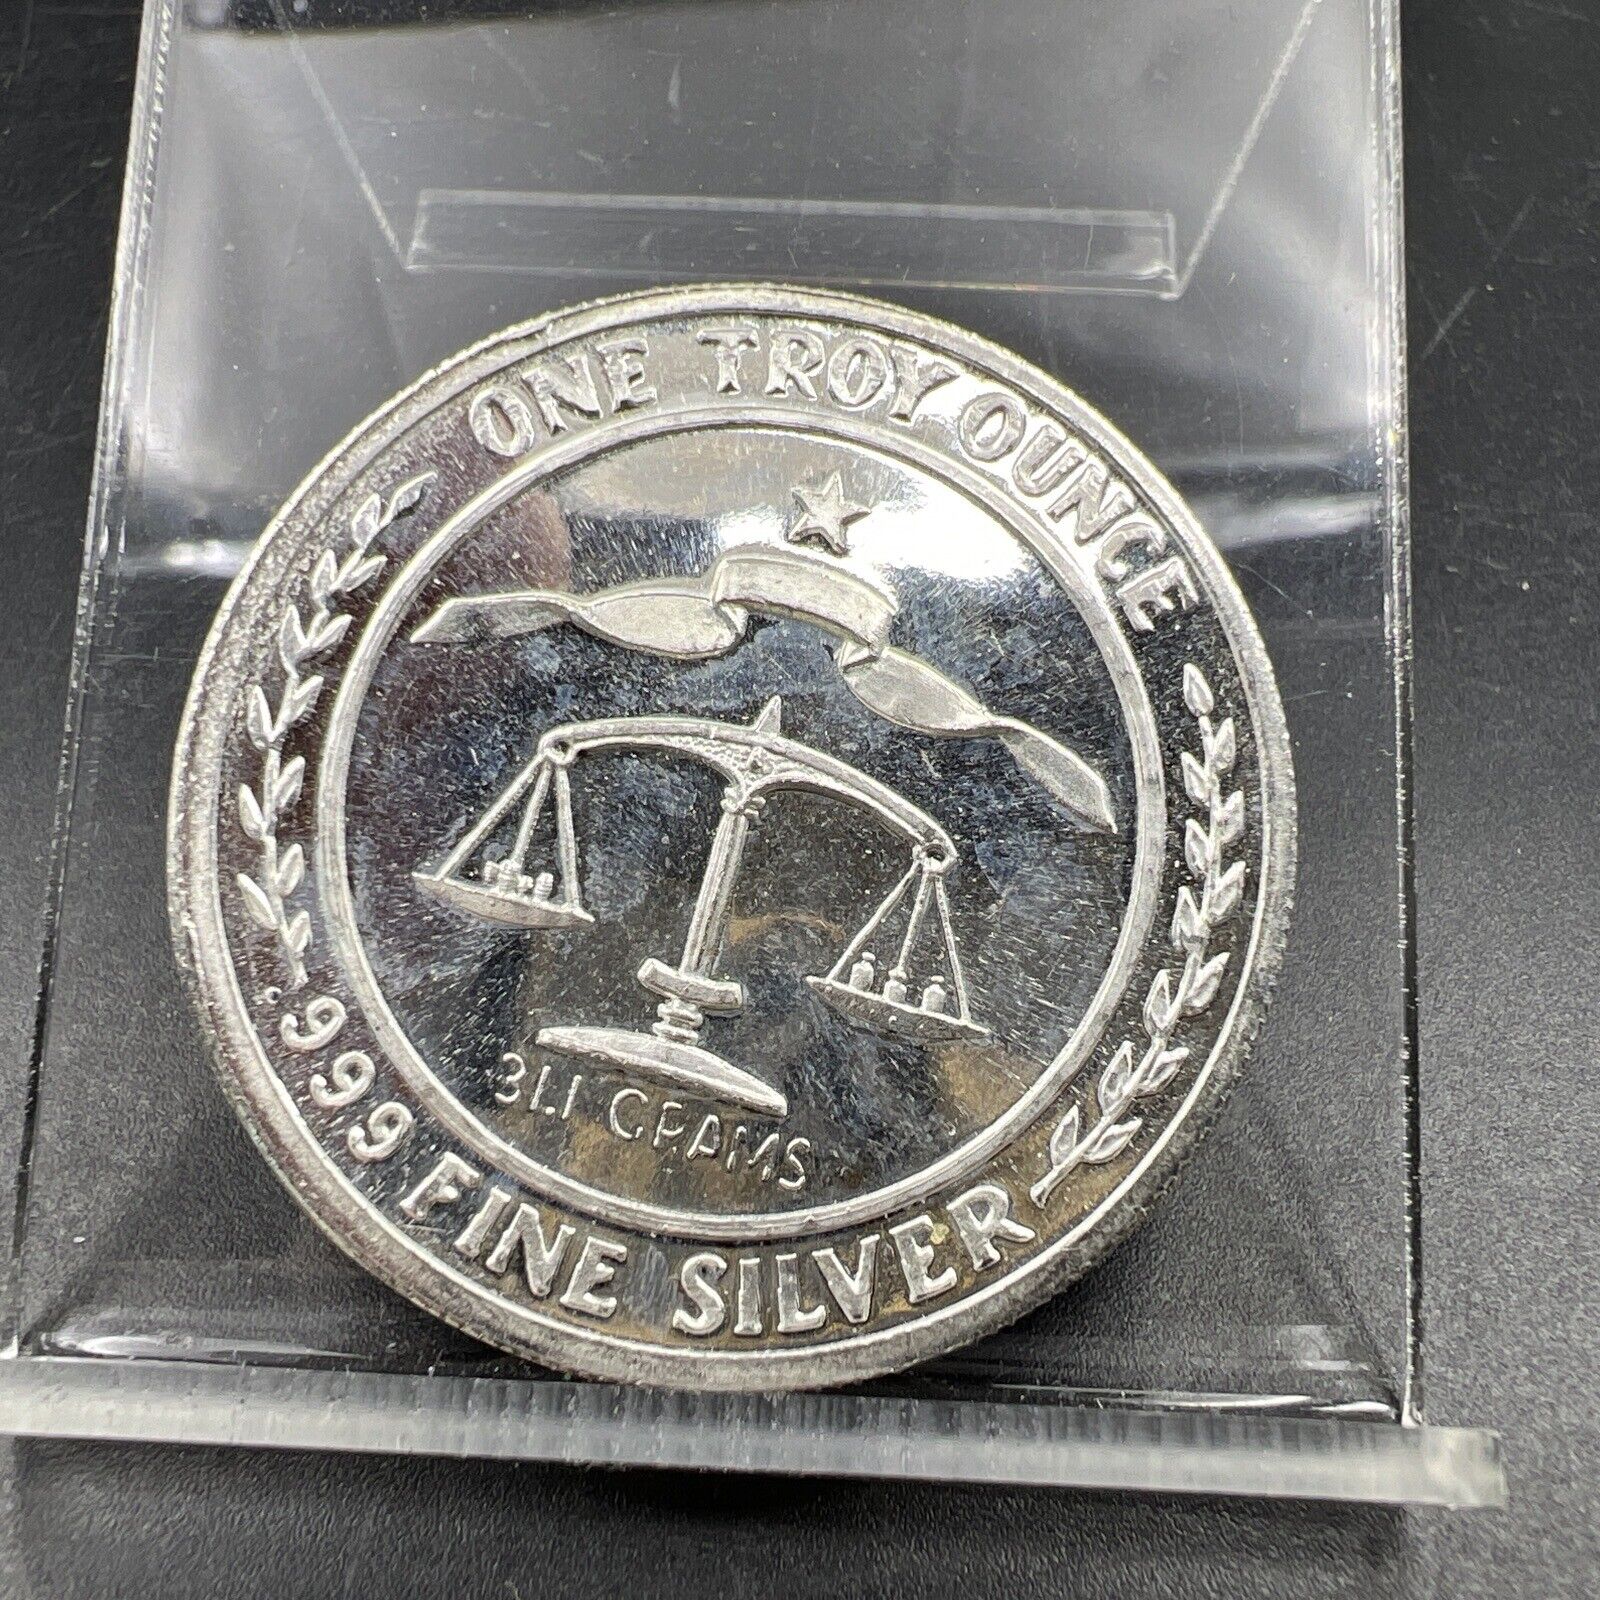 ONE TROY OUNCE
31.1 GRAMS
.999 FINE SILVER